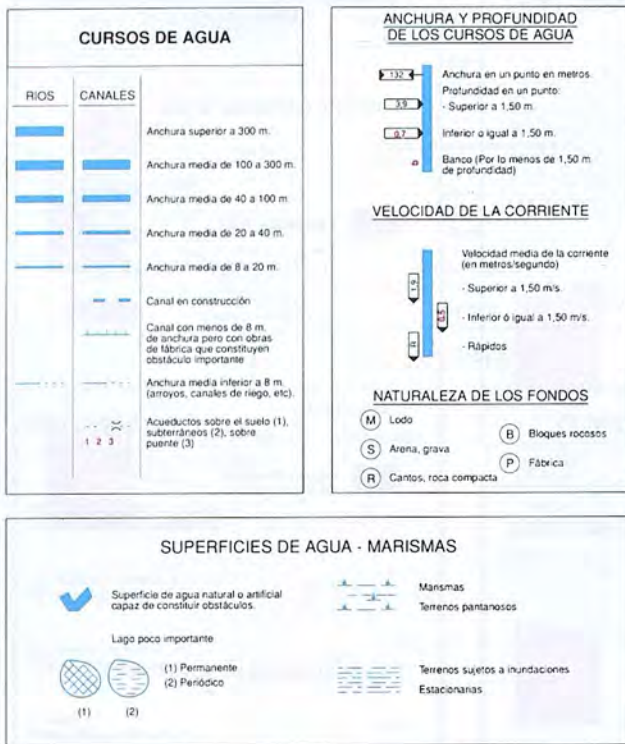 CURSOS DE AGUA
RIOS
CANALES
Anchura superior a 300 m.
Anchura media de 100 a 300 m.
Anchura media de 40 a 100 m.
Anchura media de 20 a 40 m.
Anchura media de 8 a 20 m.
Canal en construcción
Canal con menos de 8 m.
de anchura pero con obras
de fábrica que constituyen
obstáculo importante
Anchura media inferior a 8 m.
(arroyos, canales de riego, etc).
Acueductos sobre el suelo (1),
subterráneos (2), sobre
puente (3)
1 2 3
ANCHURA Y PROFUNDIDAD
DE LOS CURSOS DE AGUA
132
Anchura en un punto en metros.
Profundidad en un punto:
3,9
- Superior a 1,50 m.
0,7
Inferior o igual a 1,50 m.
Banco (Por lo menos de 1,50 m.
de profundidad)
VELOCIDAD DE LA CORRIENTE
Velocidad media de la corriente
(en metros/segundo)
1,9
- Superior a 1,50 m/s.
0,5
- Inferior ó igual a 1,50 m/s.
R
- Rápidos
NATURALEZA DE LOS FONDOS
M Lodo
S Arena, grava
R Cantos, roca compacta
B Bloques rocosos
P Fábrica
SUPERFICIES DE AGUA - MARISMAS
Superficie de agua natural o artificial
capaz de constituir obstáculos.
Lago poco importante
(1) Permanente
(2) Periódico
(1) (2)
Marismas
Terrenos pantanosos
Terrenos sujetos a inundaciones
Estacionarias